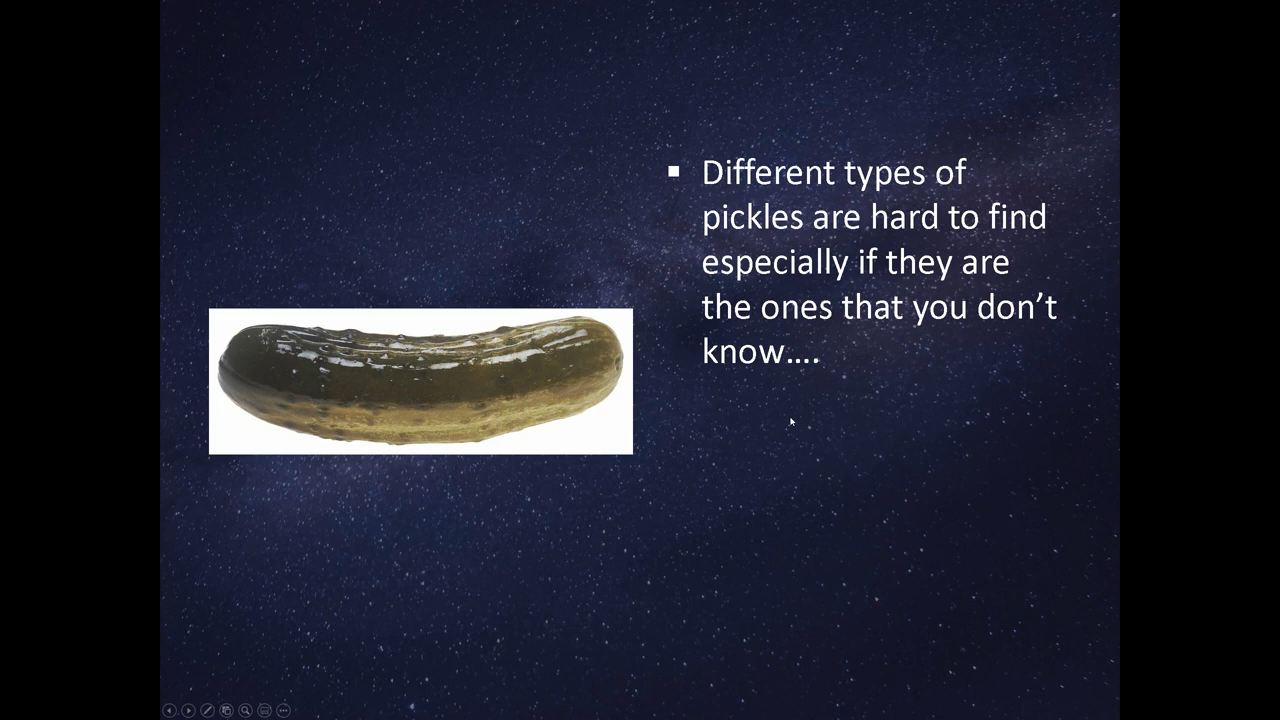 Different types of
pickles are hard to find
especially if they are
the ones that you don’t
know….